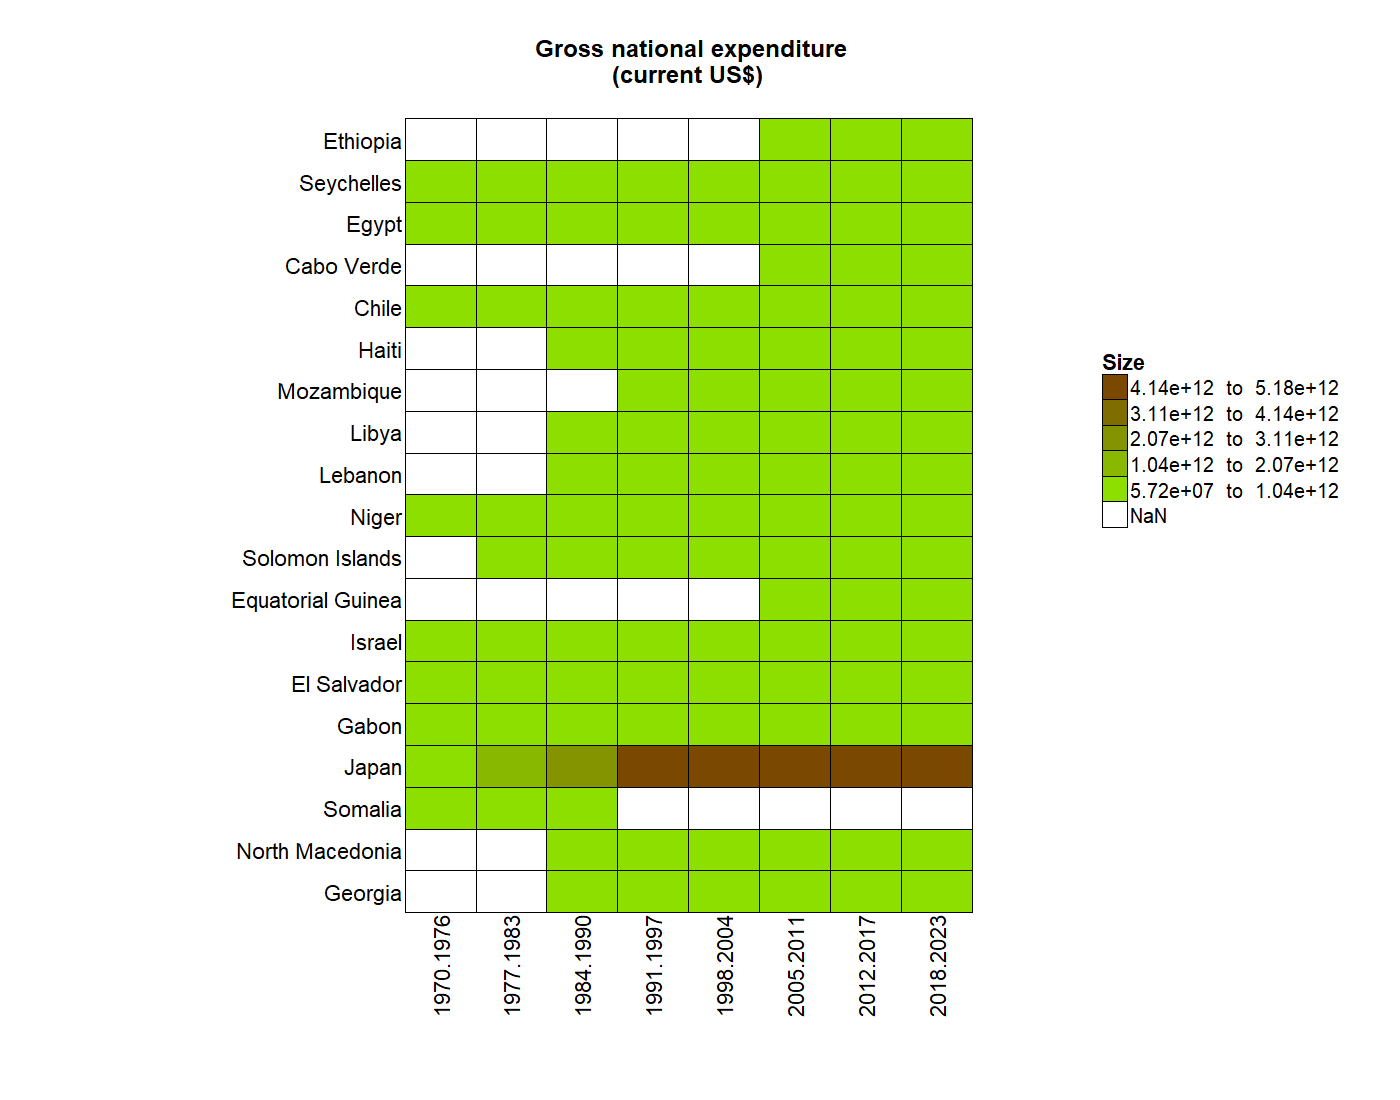 Gross national expenditure
(current US$)
Ethiopia
Seychelles
Egypt
Cabo Verde
Chile
Haiti
Mozambique
Libya
Lebanon
Niger
Solomon Islands
Equatorial Guinea
Israel
El Salvador
Gabon
Japan
Somalia
North Macedonia
Georgia
1970.1976
1977.1983
1984.1990
1991.1997
1998.2004
2005.2011
2012.2017
2018.2023
Size
4.14e+12 to 5.18e+12
3.11e+12 to 4.14e+12
2.07e+12 to 3.11e+12
1.04e+12 to 2.07e+12
5.72e+07 to 1.04e+12
NaN